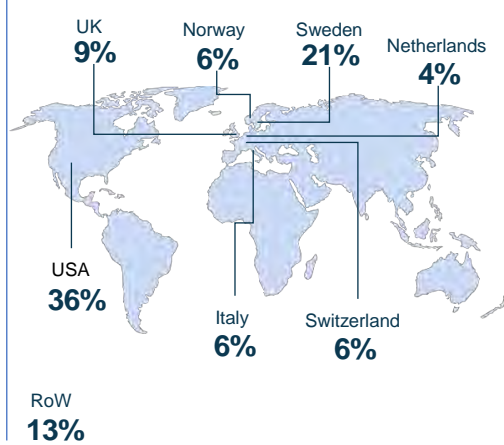 UK
9%
Norway
6%
Sweden
21%
Netherlands
4%
USA
36%
Italy
6%
Switzerland
6%
RoW
13%